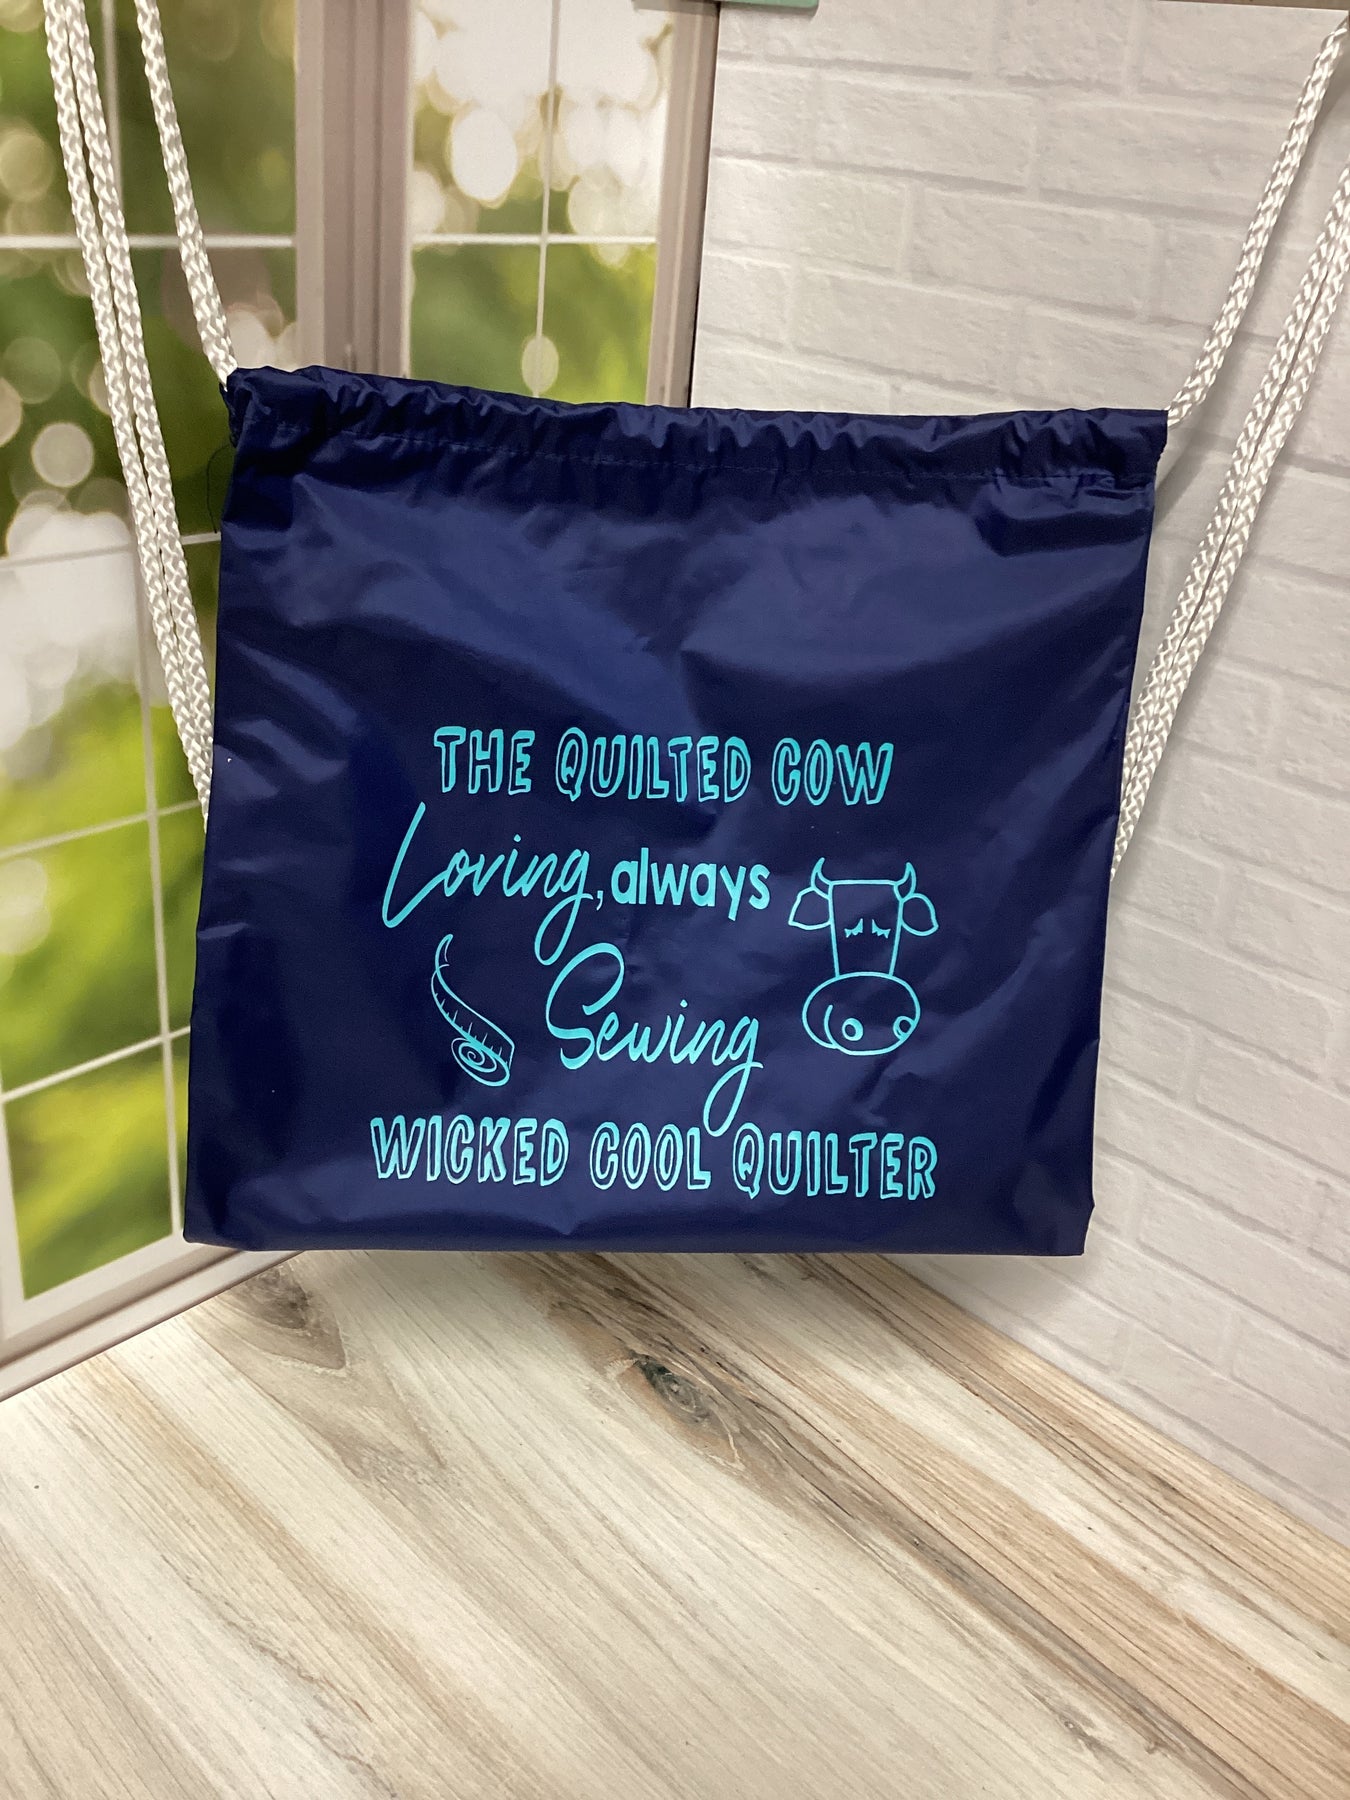 THE QUILTED COW
Loving, always
Sewing
WICKED COOL QUILTER